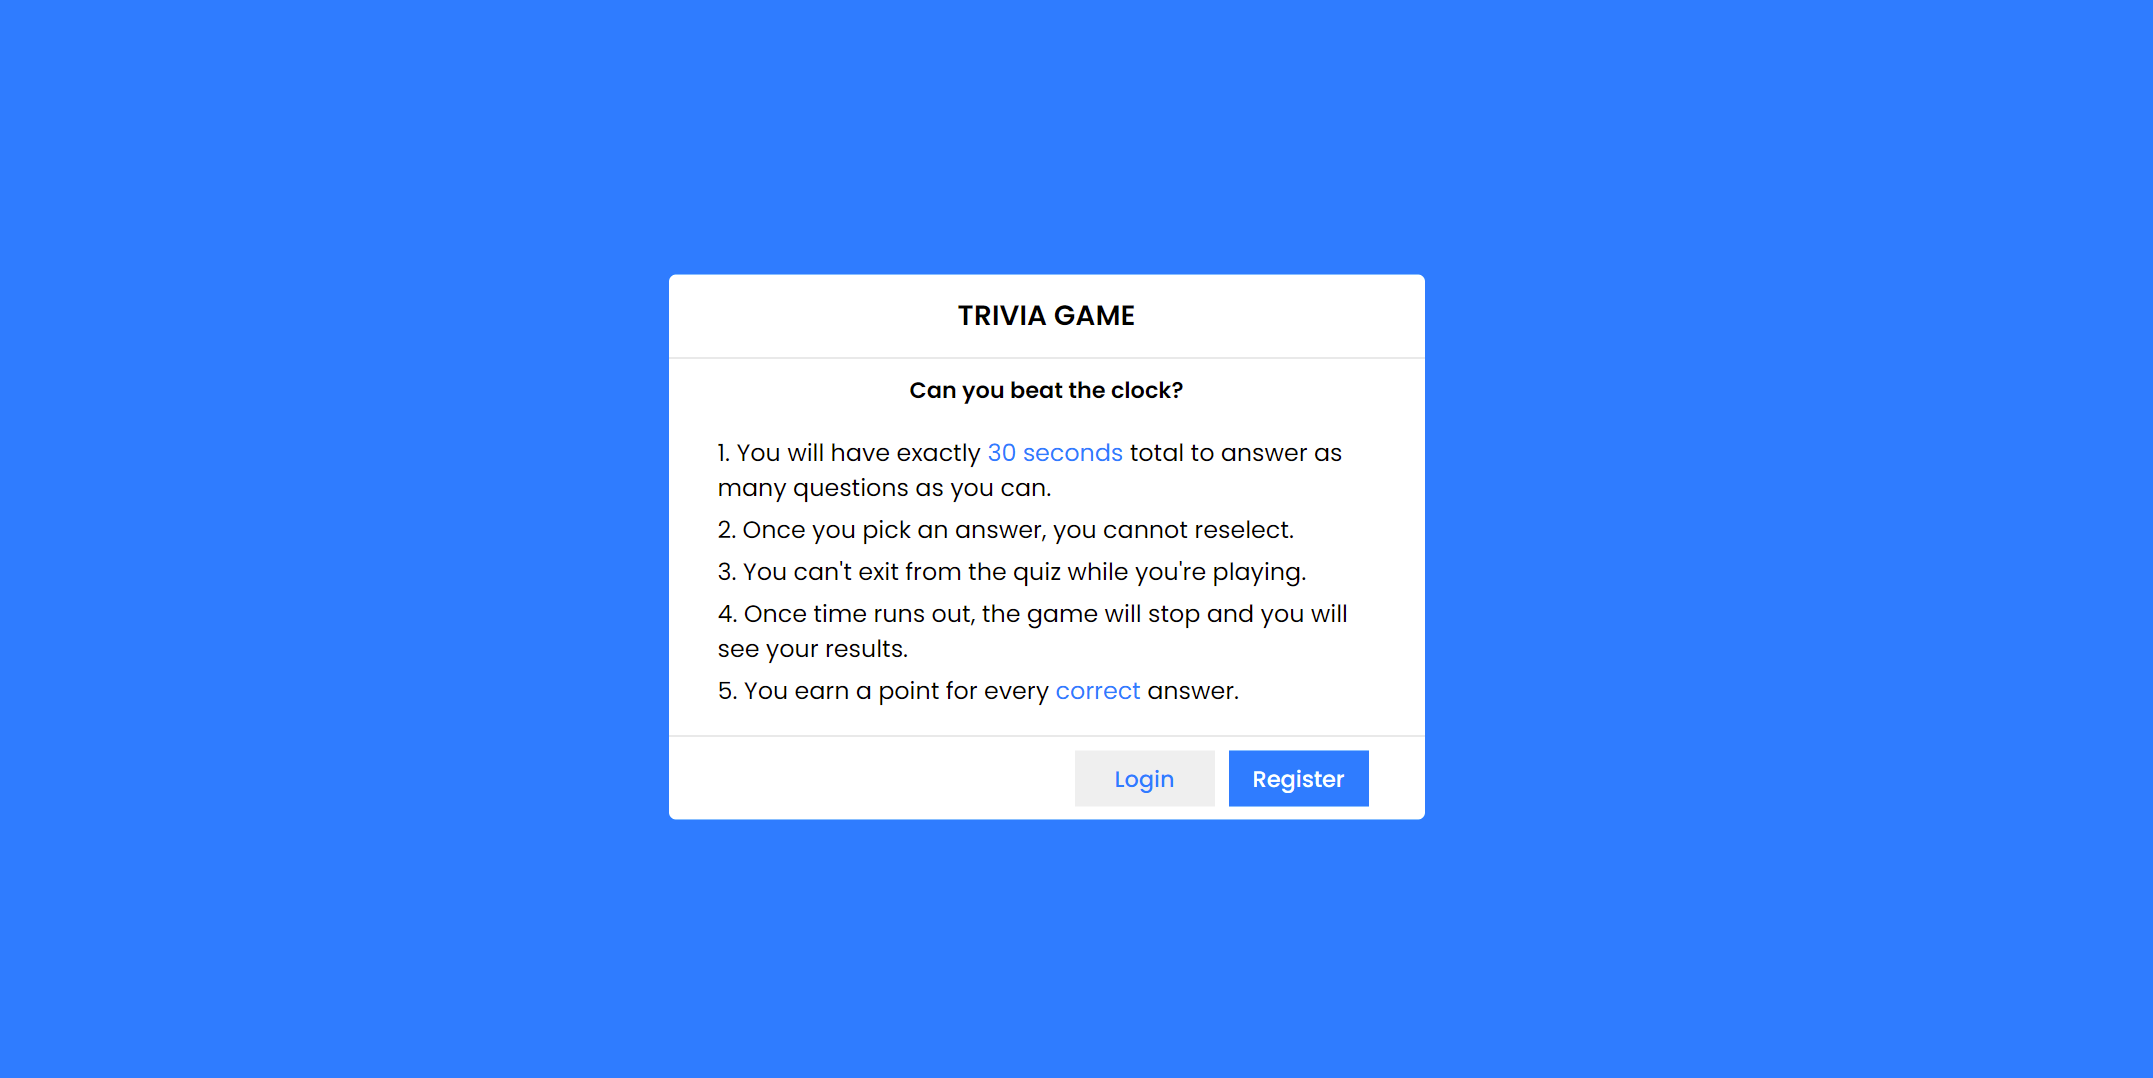 TRIVIA GAME
Can you beat the clock?
1. You will have exactly 30 seconds total to answer as
many questions as you can.
2. Once you pick an answer, you cannot reselect.
3. You can't exit from the quiz while you're playing.
4. Once time runs out, the game will stop and you will
see your results.
5. You earn a point for every correct answer.
Login
Register